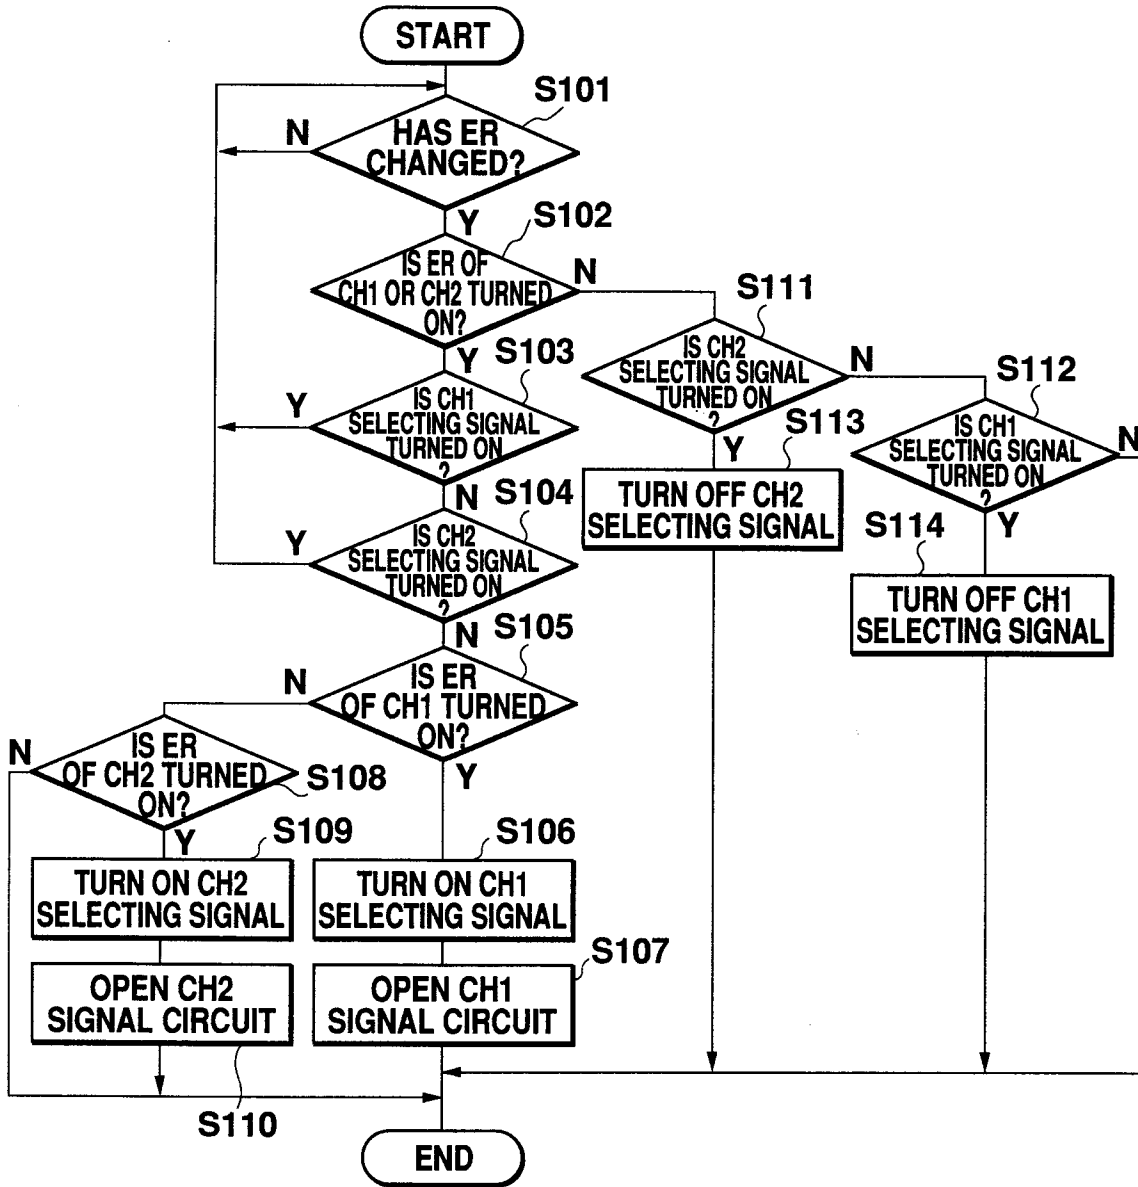 START
S101
N
HAS ER
CHANGED?
Y
S102
IS ER OF
CH1 OR CH2 TURNED
ON?
N
S111
Y
S103
IS CH2
SELECTING SIGNAL
TURNED ON
?
N
S112
Y
IS CH1
SELECTING SIGNAL
TURNED ON
?
Y
S113
IS CH1
SELECTING SIGNAL
TURNED ON
?
N
N
S104
TURN OFF CH2
SELECTING SIGNAL
S114
Y
Y
IS CH2
SELECTING SIGNAL
TURNED ON
?
TURN OFF CH1
SELECTING SIGNAL
N
S105
N
IS ER
OF CH1 TURNED
ON?
N
IS ER
OF CH2 TURNED
ON?
S108
Y
Y
S109
S106
TURN ON CH2
SELECTING SIGNAL
TURN ON CH1
SELECTING SIGNAL
S107
OPEN CH2
SIGNAL CIRCUIT
OPEN CH1
SIGNAL CIRCUIT
S110
END